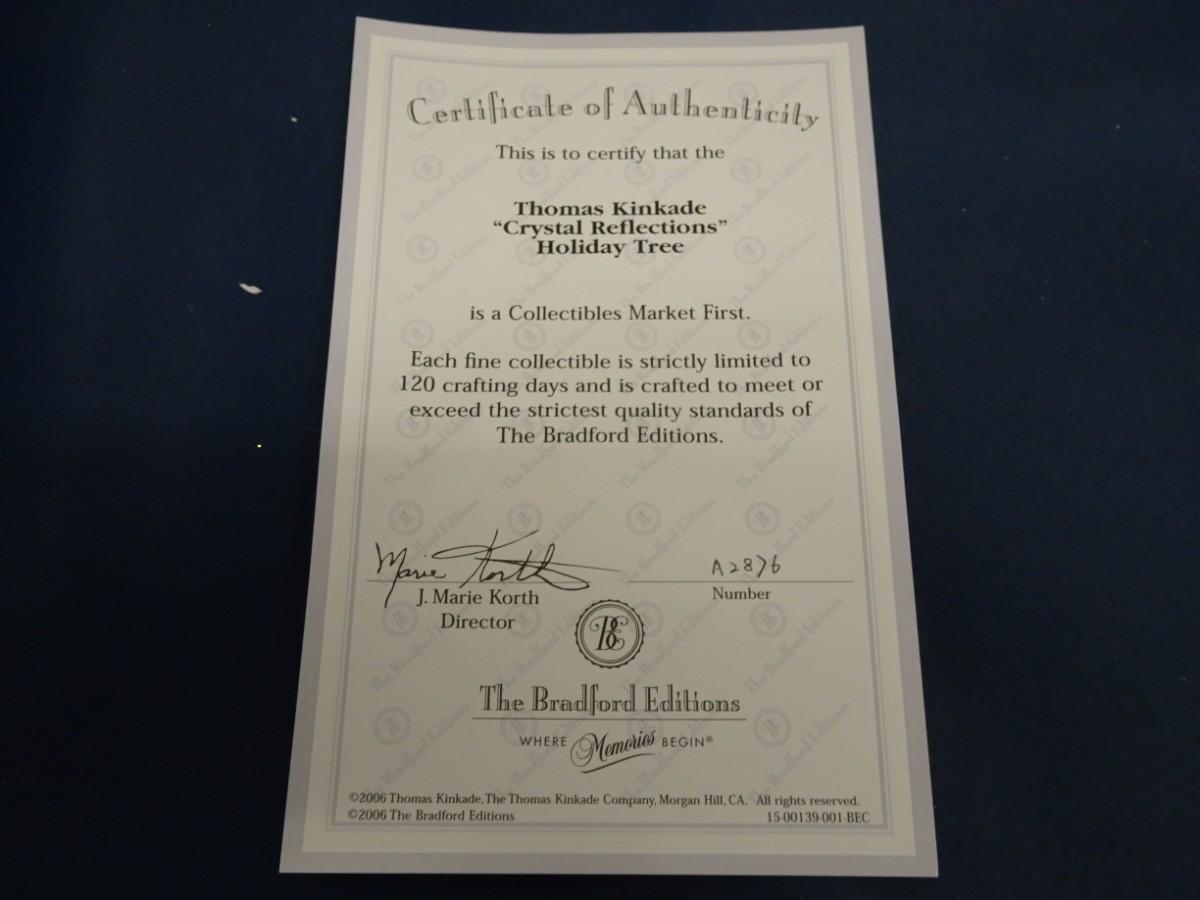 Certificate of Authenticity
This is to certify that the
Thomas Kinkade
“Crystal Reflections”
Holiday Tree
is a Collectibles Market First.
Each fine collectible is strictly limited to
120 crafting days and is crafted to meet or
exceed the strictest quality standards of
The Bradford Editions.
Marie Korth
A2876
J. Marie Korth
Number
Director
BE
The Bradford Editions
WHERE Memories BEGIN®
©2006 Thomas Kinkade, The Thomas Kinkade Company, Morgan Hill, CA. All rights reserved.
©2006 The Bradford Editions
15-00139-001-BEC